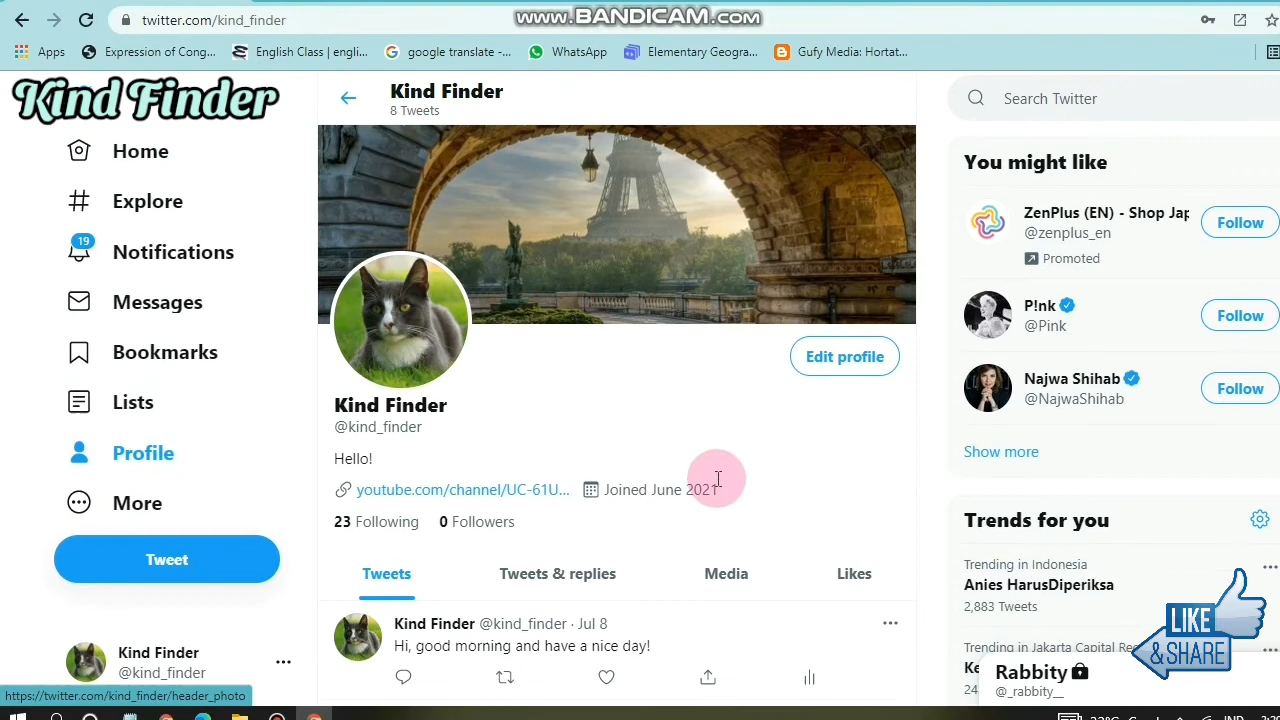 twitter.com/kind_finder
www.BANDICAM.com
Apps
Expression of Cong...
English Class | engli...
google translate -...
WhatsApp
Elementary Geogra...
Gufy Media: Hortat...
Kind Finder
Home
Explore
19
Notifications
Messages
Bookmarks
Lists
Profile
More
Tweet
Kind Finder
@kind_finder
https://twitter.com/kind_finder/header_photo
Kind Finder
8 Tweets
Edit profile
Kind Finder
@kind_finder
Hello!
youtube.com/channel/UC-61U... Joined June 2021
23 Following 0 Followers
Tweets Tweets & replies Media Likes
Kind Finder @kind_finder · Jul 8
Hi, good morning and have a nice day!
Search Twitter
You might like
ZenPlus (EN) - Shop Jap
@zenplus_en
Promoted
Follow
P!nk
@Pink
Follow
Najwa Shihab
@NajwaShihab
Follow
Show more
Trends for you
Trending in Indonesia
Anies HarusDiperiksa
2,883 Tweets
Trending in Jakarta Capital Re
LIKE
& SHARE
Rabbity
@_rabbity__